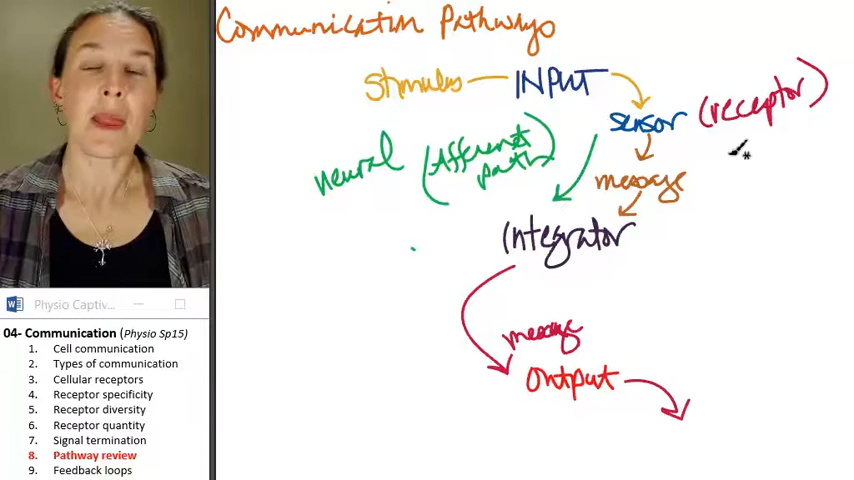 Communication Pathways
stimulus — INPUT
sensor (receptor)
neural (Afferent
path)
message
Integrator
message
Output
Physio Captiv...
04- Communication (Physio Sp15)
1. Cell communication
2. Types of communication
3. Cellular receptors
4. Receptor specificity
5. Receptor diversity
6. Receptor quantity
7. Signal termination
8. Pathway review
9. Feedback loops